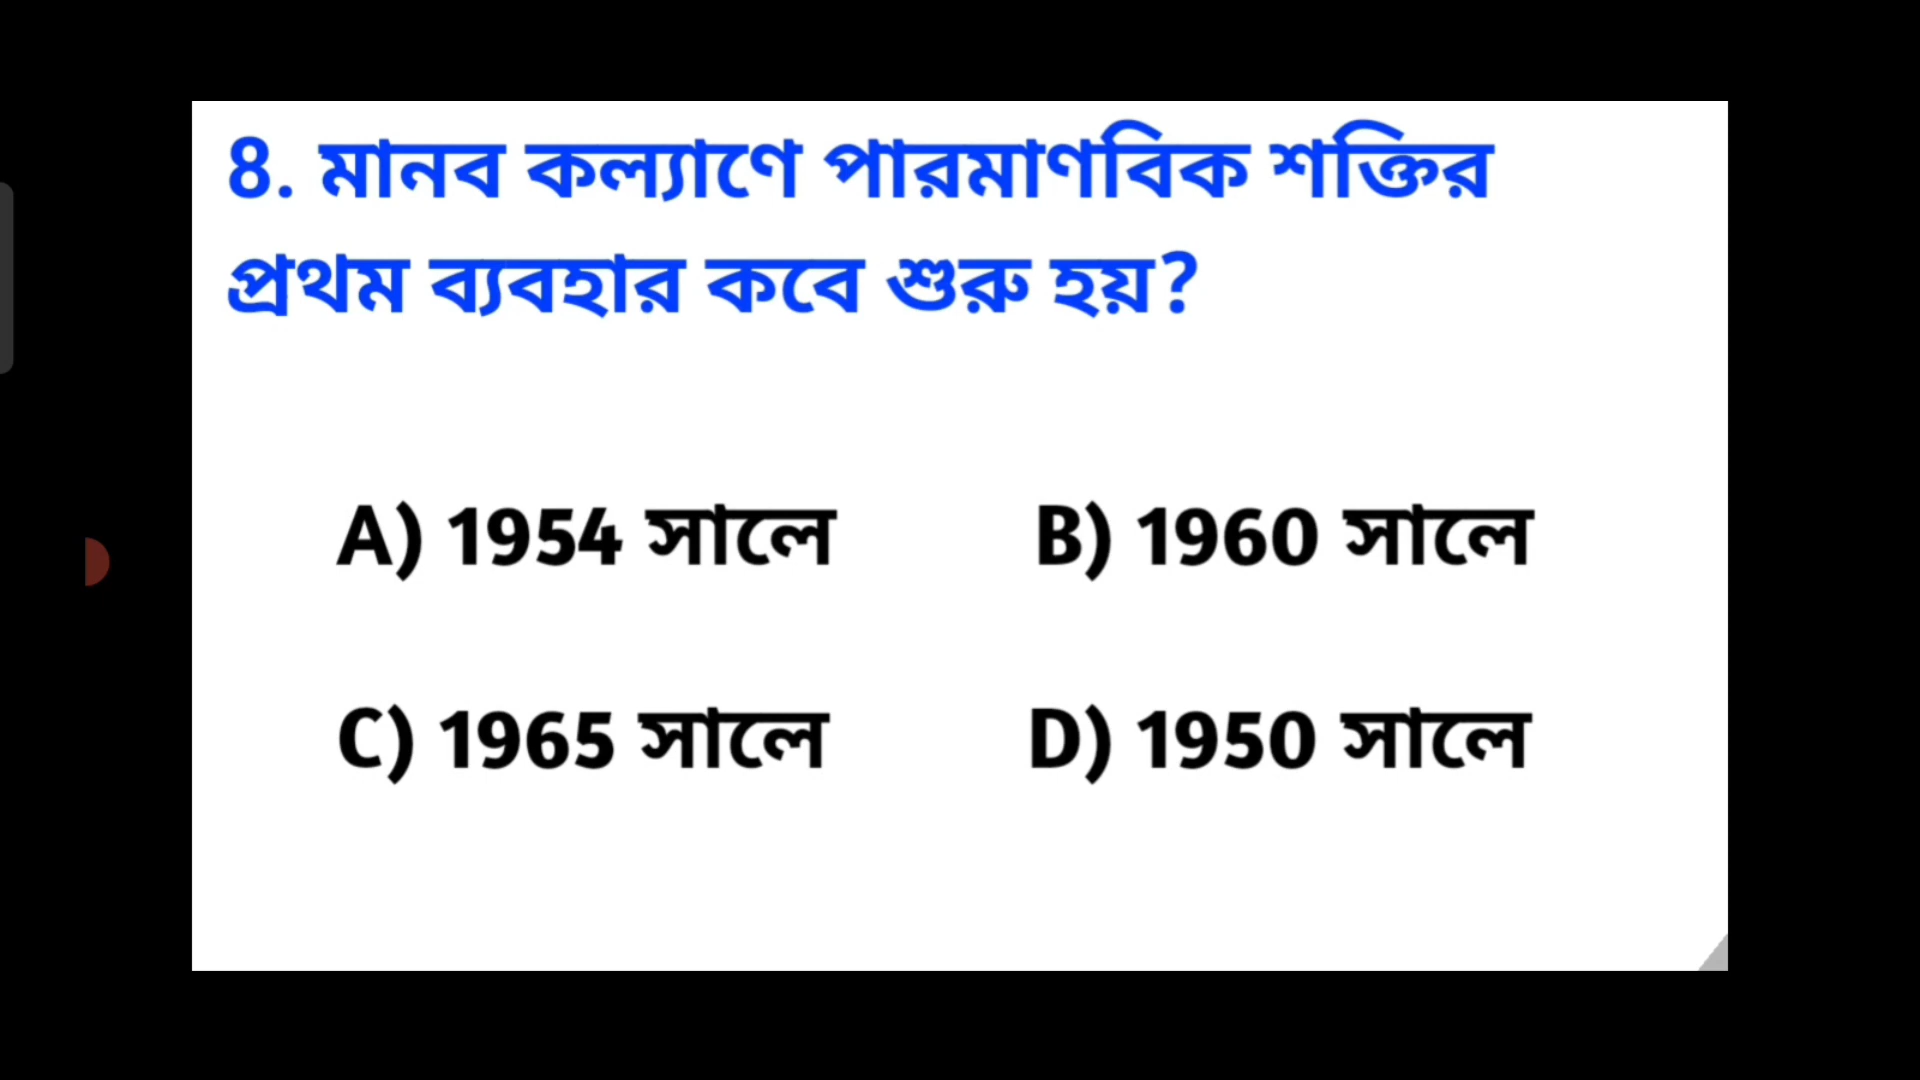 8. মানব কল্যাণে পারমাণবিক শক্তির
প্রথম ব্যবহার কবে শুরু হয়?
A) 1954 সালে B) 1960 সালে
C) 1965 সালে D) 1950 সালে